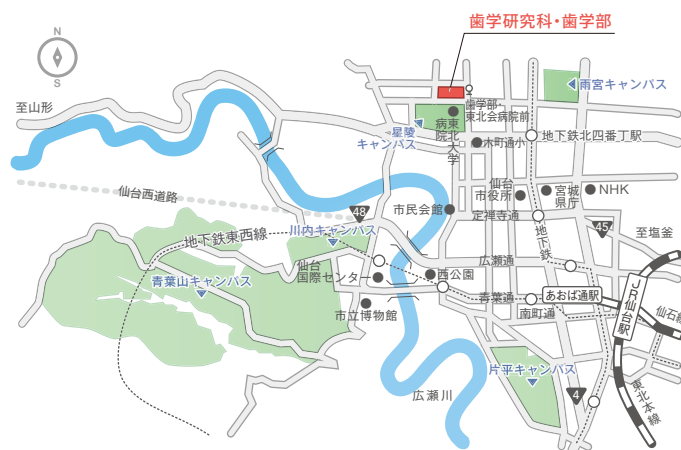 歯学研究科・歯学部
N
S
雨宮キャンパス
至山形
歯学部・
東北会病院前
東北大学
病院
星陵
キャンパス
木町通小
地下鉄北四番丁駅
仙台西道路
仙台
市役所
宮城
県庁
NHK
48
市民会館
定禅寺通
45
至塩釜
地下鉄東西線
川内キャンパス
地下鉄
広瀬通
仙台
国際センター
西公園
青葉山キャンパス
青葉通
あおば通駅
JR仙台駅
市立博物館
南町通
仙石線
片平キャンパス
広瀬川
4
東北本線